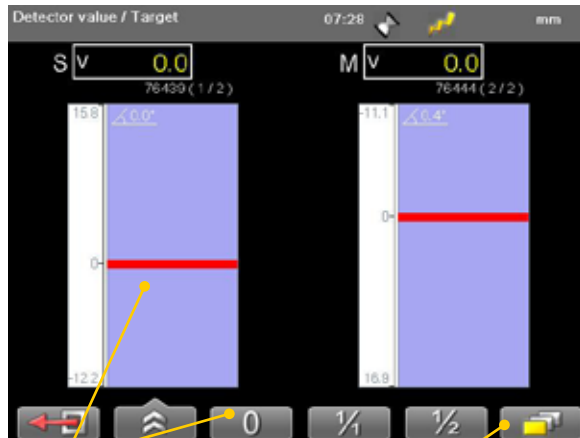 Detector value / Target 07:28 mm
S V 0.0 M V 0.0
76439 (1/2) 76444 (2/2)
15.8 0.0° -11.1 0.4°
0
0
-12.2 16.9
0 1/1 1/2